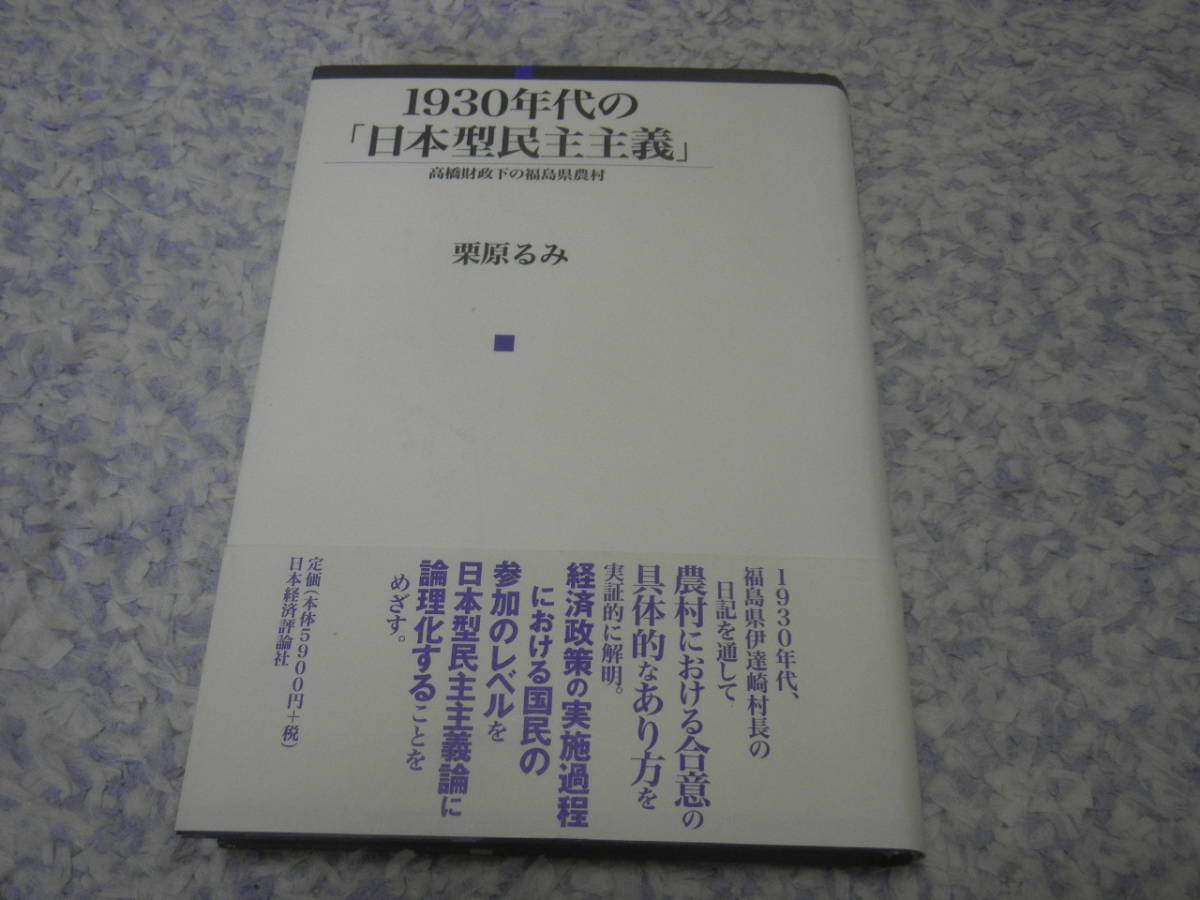 1930年代の
「日本型民主主義」
高橋財政下の福島県農村
栗原るみ
1930年代、
福島県伊達崎村長の
日記を通して
農村における合意の
具体的なあり方を
実証的に解明。
経済政策の実施過程
における国民の
参加のレベルを
日本型民主主義論に
論理化することを
めざす。
定価(本体5900円+税)
日本経済評論社